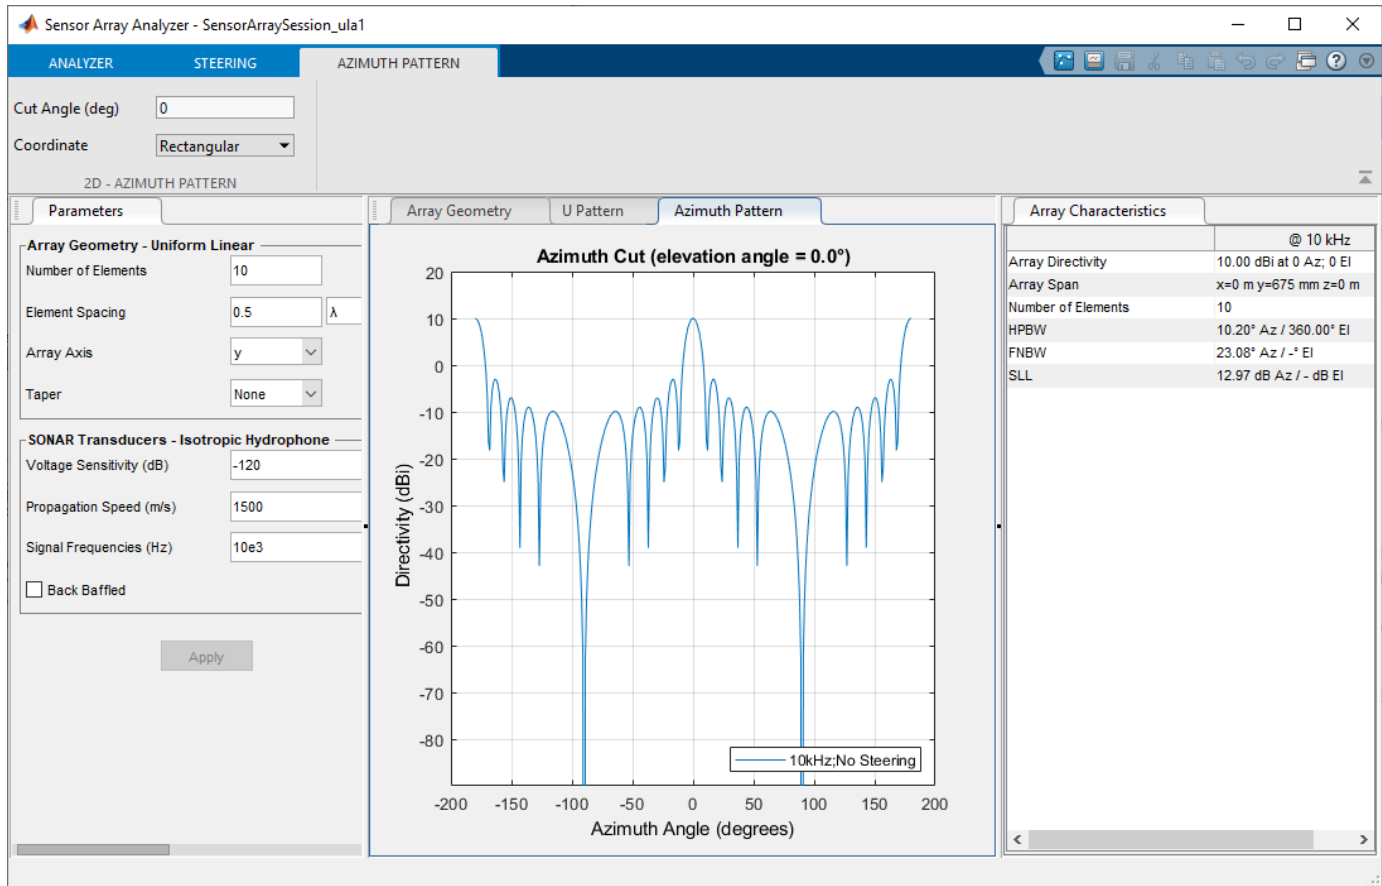 Sensor Array Analyzer - SensorArraySession_ula1
ANALYZER STEERING AZIMUTH PATTERN
Cut Angle (deg) 0
Coordinate Rectangular
2D - AZIMUTH PATTERN
Parameters
Array Geometry - Uniform Linear
Number of Elements 10
Element Spacing 0.5 λ
Array Axis y
Taper None
SONAR Transducers - Isotropic Hydrophone
Voltage Sensitivity (dB) -120
Propagation Speed (m/s) 1500
Signal Frequencies (Hz) 10e3
Back Baffled
Apply
Array Geometry U Pattern Azimuth Pattern
Azimuth Cut (elevation angle = 0.0°)
20
10
0
-10
-20
-30
-40
-50
-60
-70
-80
Directivity (dBi)
10kHz;No Steering
-200 -150 -100 -50 0 50 100 150 200
Azimuth Angle (degrees)
Array Characteristics
@ 10 kHz
Array Directivity 10.00 dBi at 0 Az; 0 El
Array Span x=0 m y=675 mm z=0 m
Number of Elements 10
HPBW 10.20° Az / 360.00° El
FNBW 23.08° Az / -° El
SLL 12.97 dB Az / - dB El